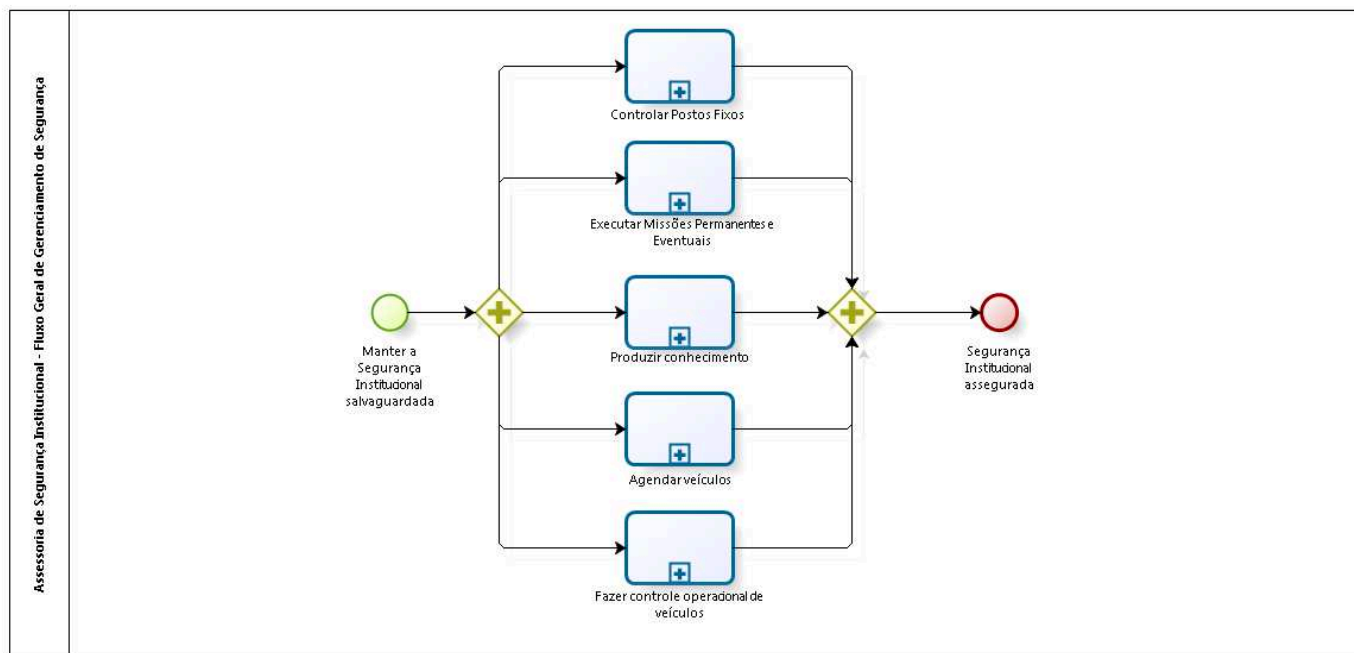 Assessoria de Segurança Institucional - Fluxo Geral de Gerenciamento de Segurança
Controlar Postos Fixos
Executar Missões Permanentes e
Eventuais
Manter a
Segurança
Institucional
salvaguardada
Produzir conhecimento
Segurança
Institucional
assegurada
Agendar veículos
Fazer controle operacional de
veículos